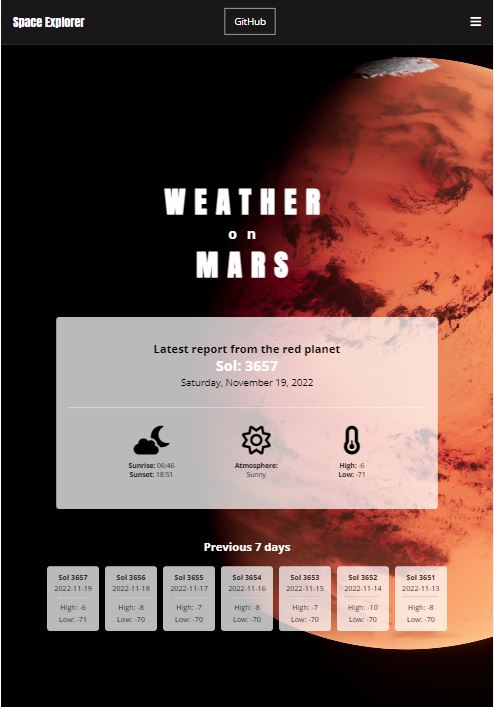 Space Explorer
GitHub
WEATHER
on
MARS
Latest report from the red planet
Sol: 3657
Saturday, November 19, 2022
Sunrise: 06:46
Sunset: 18:51
Atmosphere:
Sunny
High: -6
Low: -71
Previous 7 days
Sol 3657
2022-11-19
High: -6
Low: -71
Sol 3656
2022-11-18
High: -8
Low: -70
Sol 3655
2022-11-17
High: -7
Low: -70
Sol 3654
2022-11-16
High: -8
Low: -70
Sol 3653
2022-11-15
High: -7
Low: -70
Sol 3652
2022-11-14
High: -10
Low: -70
Sol 3651
2022-11-13
High: -8
Low: -70